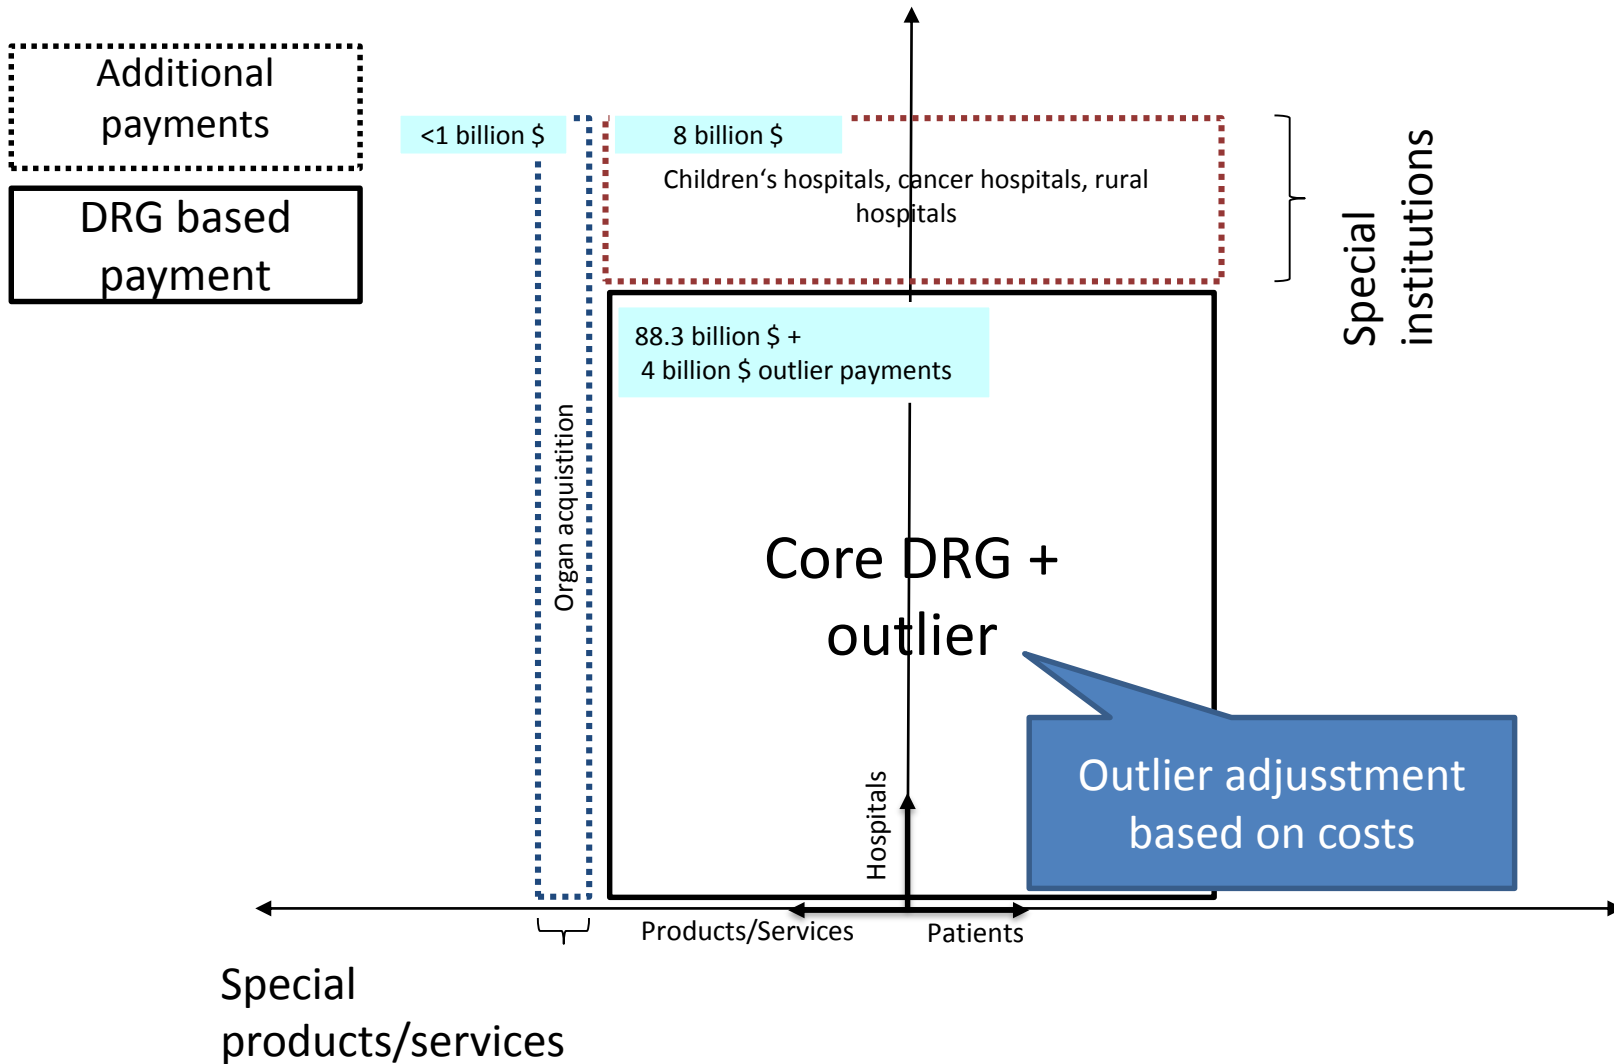 Additional
payments
DRG based
payment
<1 billion $
8 billion $
Children‘s hospitals, cancer hospitals, rural
hospitals
Special
institutions
88.3 billion $ +
4 billion $ outlier payments
Organ acquistition
Core DRG +
outlier
Outlier adjusstment
based on costs
Hospitals
Products/Services
Patients
Special
products/services